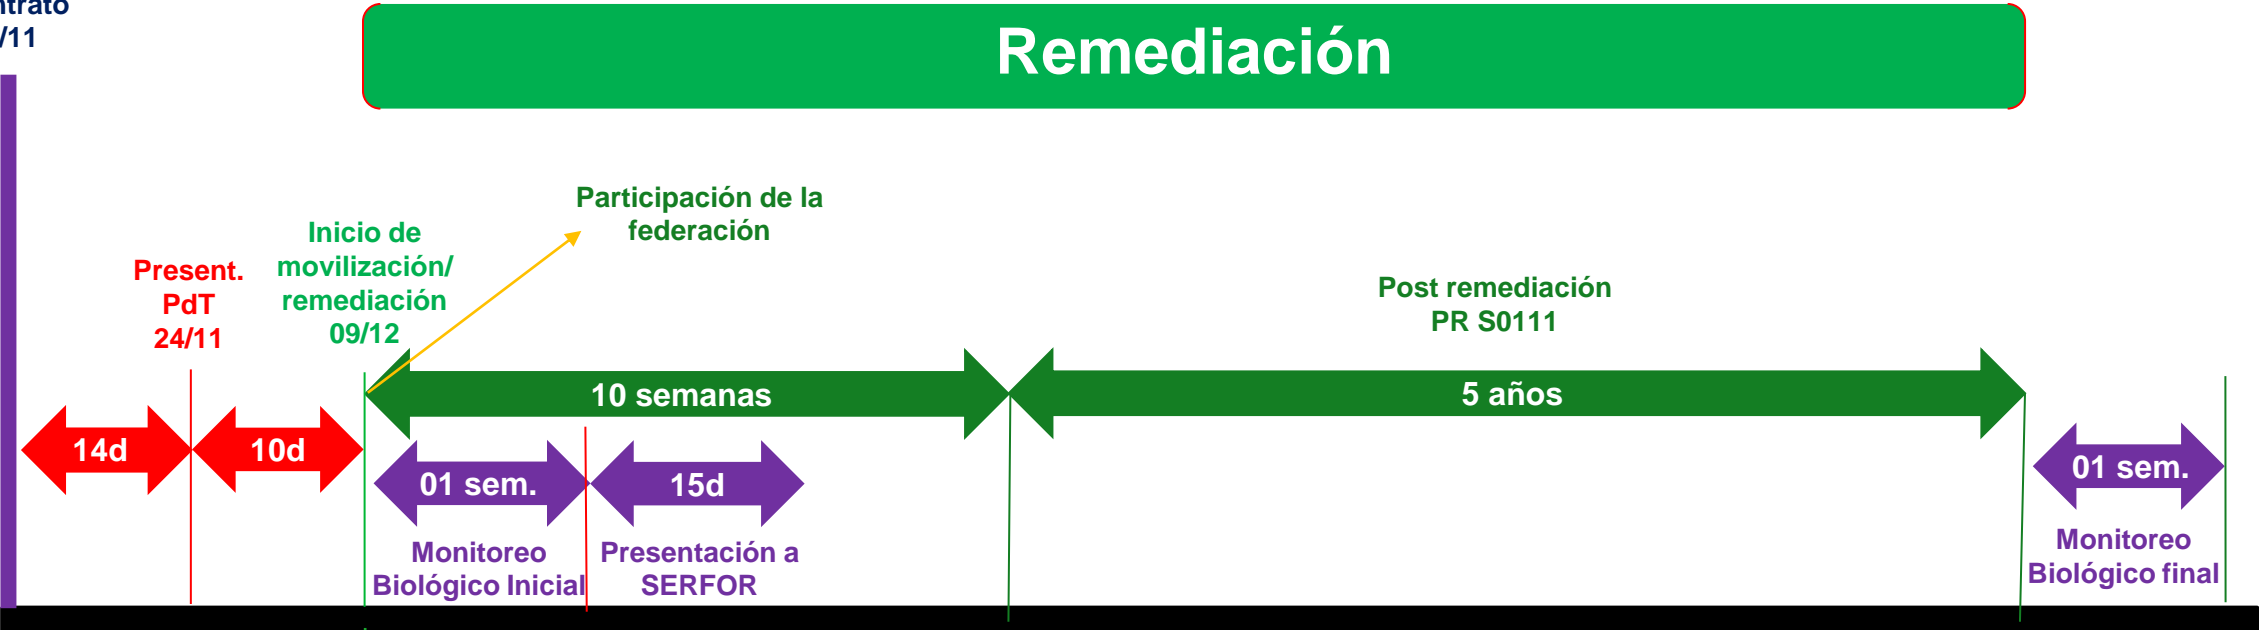 ntrato
/11
Remediación
Participación de la
federación
Inicio de
movilización/
remediación
09/12
Present.
PdT
24/11
Post remediación
PR S0111
10 semanas
5 años
14d
10d
01 sem.
15d
01 sem.
Monitoreo
Biológico Inicial
Presentación a
SERFOR
Monitoreo
Biológico final